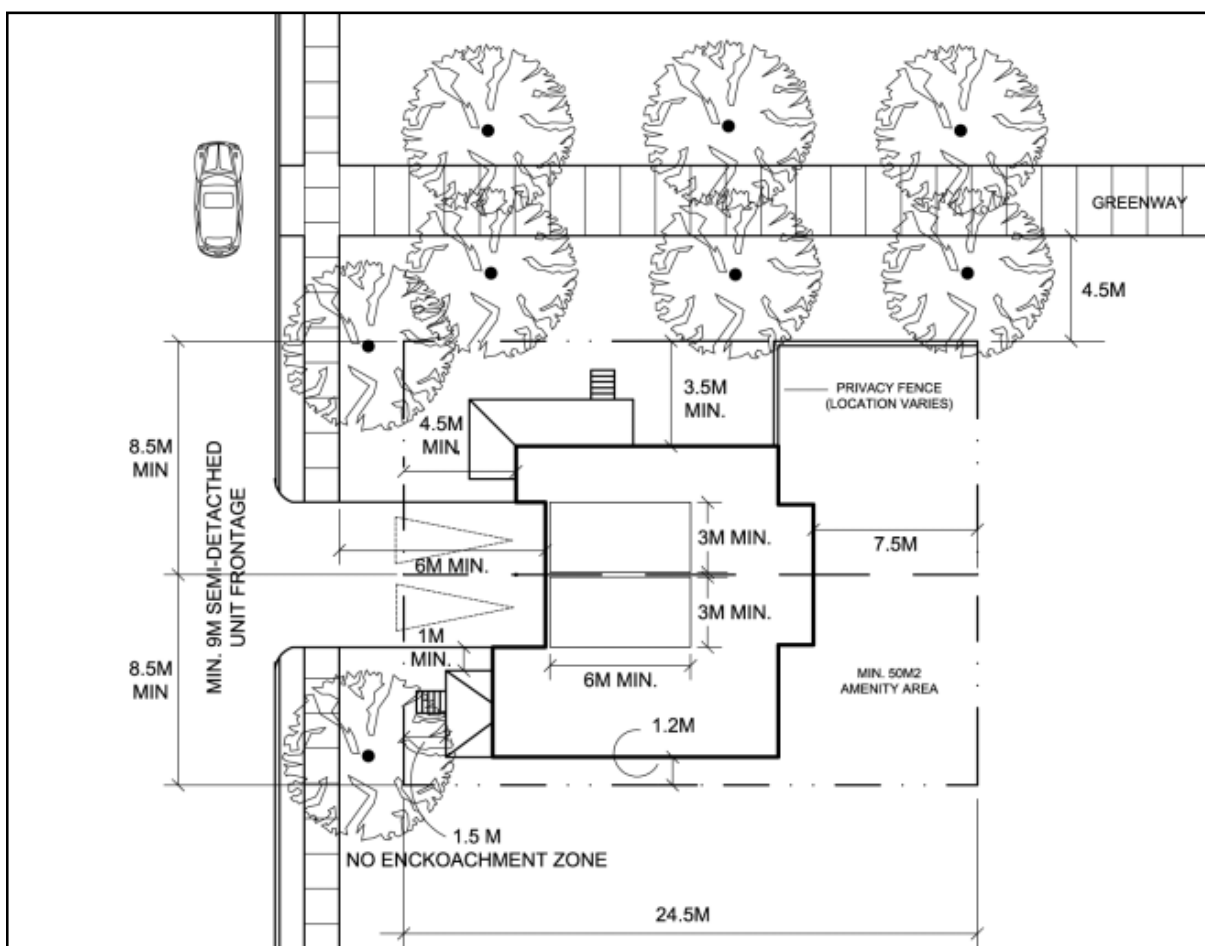 GREENWAY
4.5M
PRIVACY FENCE
(LOCATION VARIES)
3.5M
MIN.
4.5M
MIN.
8.5M
MIN
MIN. 9M SEMI-DETACTHED
UNIT FRONTAGE
8.5M
MIN
6M MIN.
3M MIN.
3M MIN.
7.5M
1M
MIN.
6M MIN.
MIN. 50M2
AMENITY AREA
1.2M
1.5 M
NO ENCKOACHMENT ZONE
24.5M